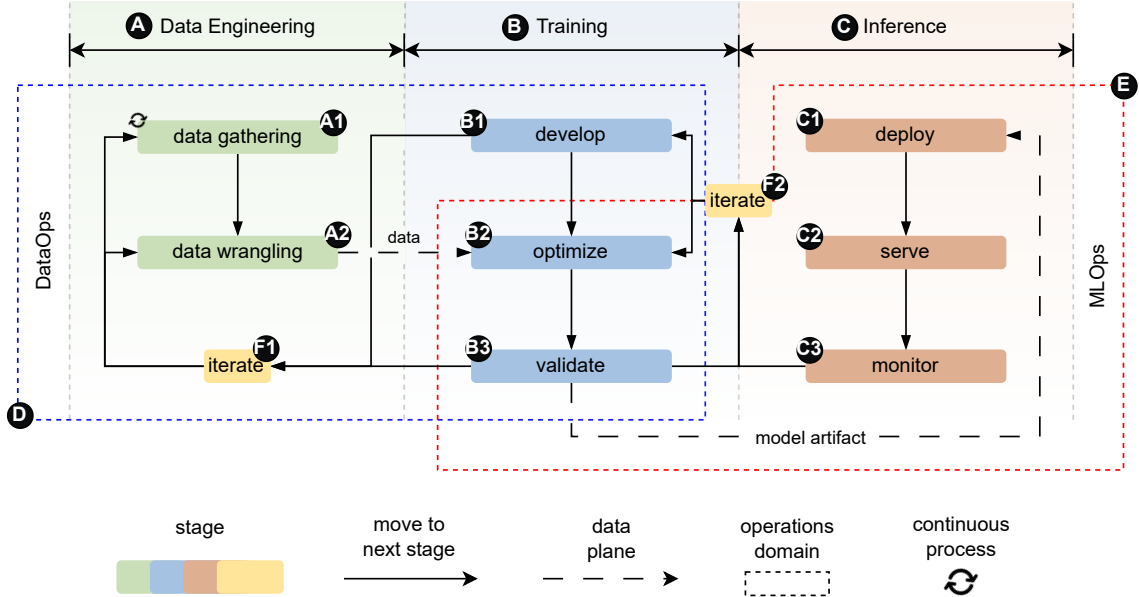 A Data Engineering
B Training
C Inference
E
data gathering A1
B1 develop
C1 deploy
iterate F2
data wrangling A2
data
B2 optimize
C2 serve
DataOps
MLOps
iterate F1
B3 validate
C3 monitor
D
model artifact
stage
move to
next stage
data
plane
operations
domain
continuous
process